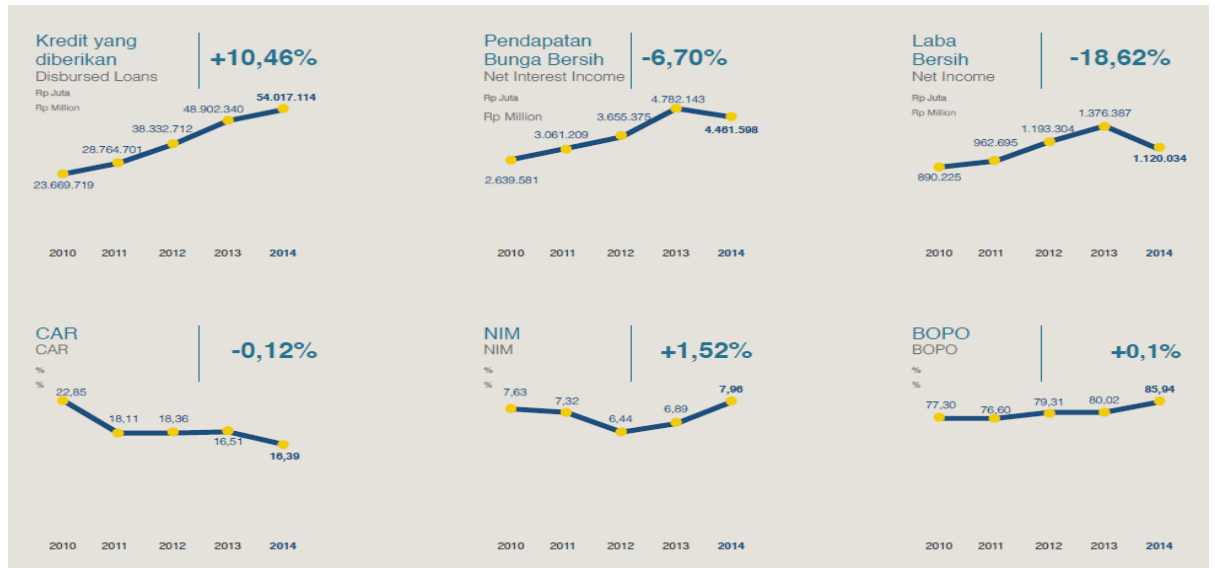 Kredit yang
diberikan
Disbursed Loans
+10,46%
Rp Juta
Rp Million
23.669.719
28.764.701
38.332.712
48.902.340
54.017.114
2010 2011 2012 2013 2014
Pendapatan
Bunga Bersih
Net Interest Income
-6,70%
Rp Juta
Rp Million
2.639.581
3.061.209
3.655.375
4.782.143
4.461.598
2010 2011 2012 2013 2014
Laba
Bersih
Net Income
-18,62%
Rp Juta
Rp Million
890.225
962.695
1.193.304
1.376.387
1.120.034
2010 2011 2012 2013 2014
CAR
CAR
-0,12%
%
%
22,85
18,11
18,36
16,51
16,39
2010 2011 2012 2013 2014
NIM
NIM
+1,52%
%
%
7,63
7,32
6,44
6,89
7,96
2010 2011 2012 2013 2014
BOPO
BOPO
+0,1%
%
%
77,30
76,60
79,31
80,02
85,94
2010 2011 2012 2013 2014